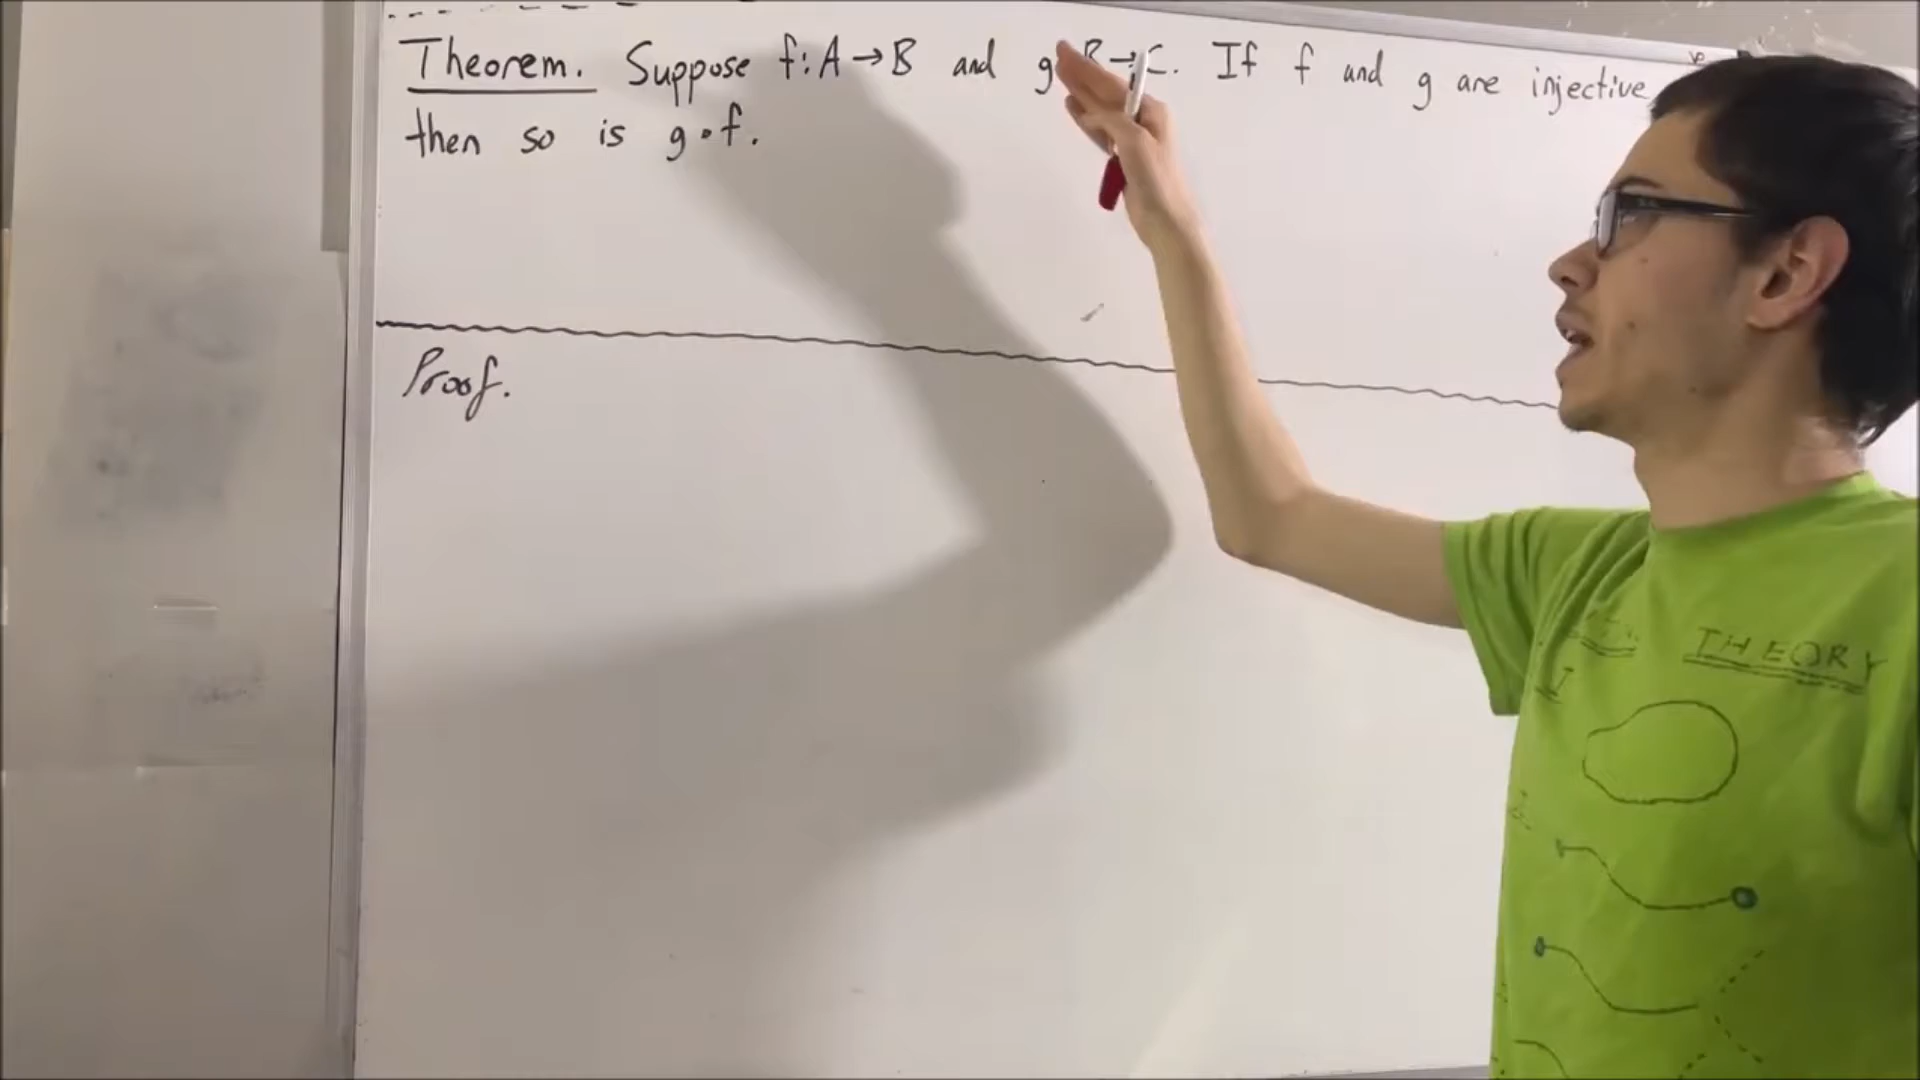 Theorem. Suppose f: A → B and g B → C. If f and g are injective
then so is g∘f.
Proof.
THEORY